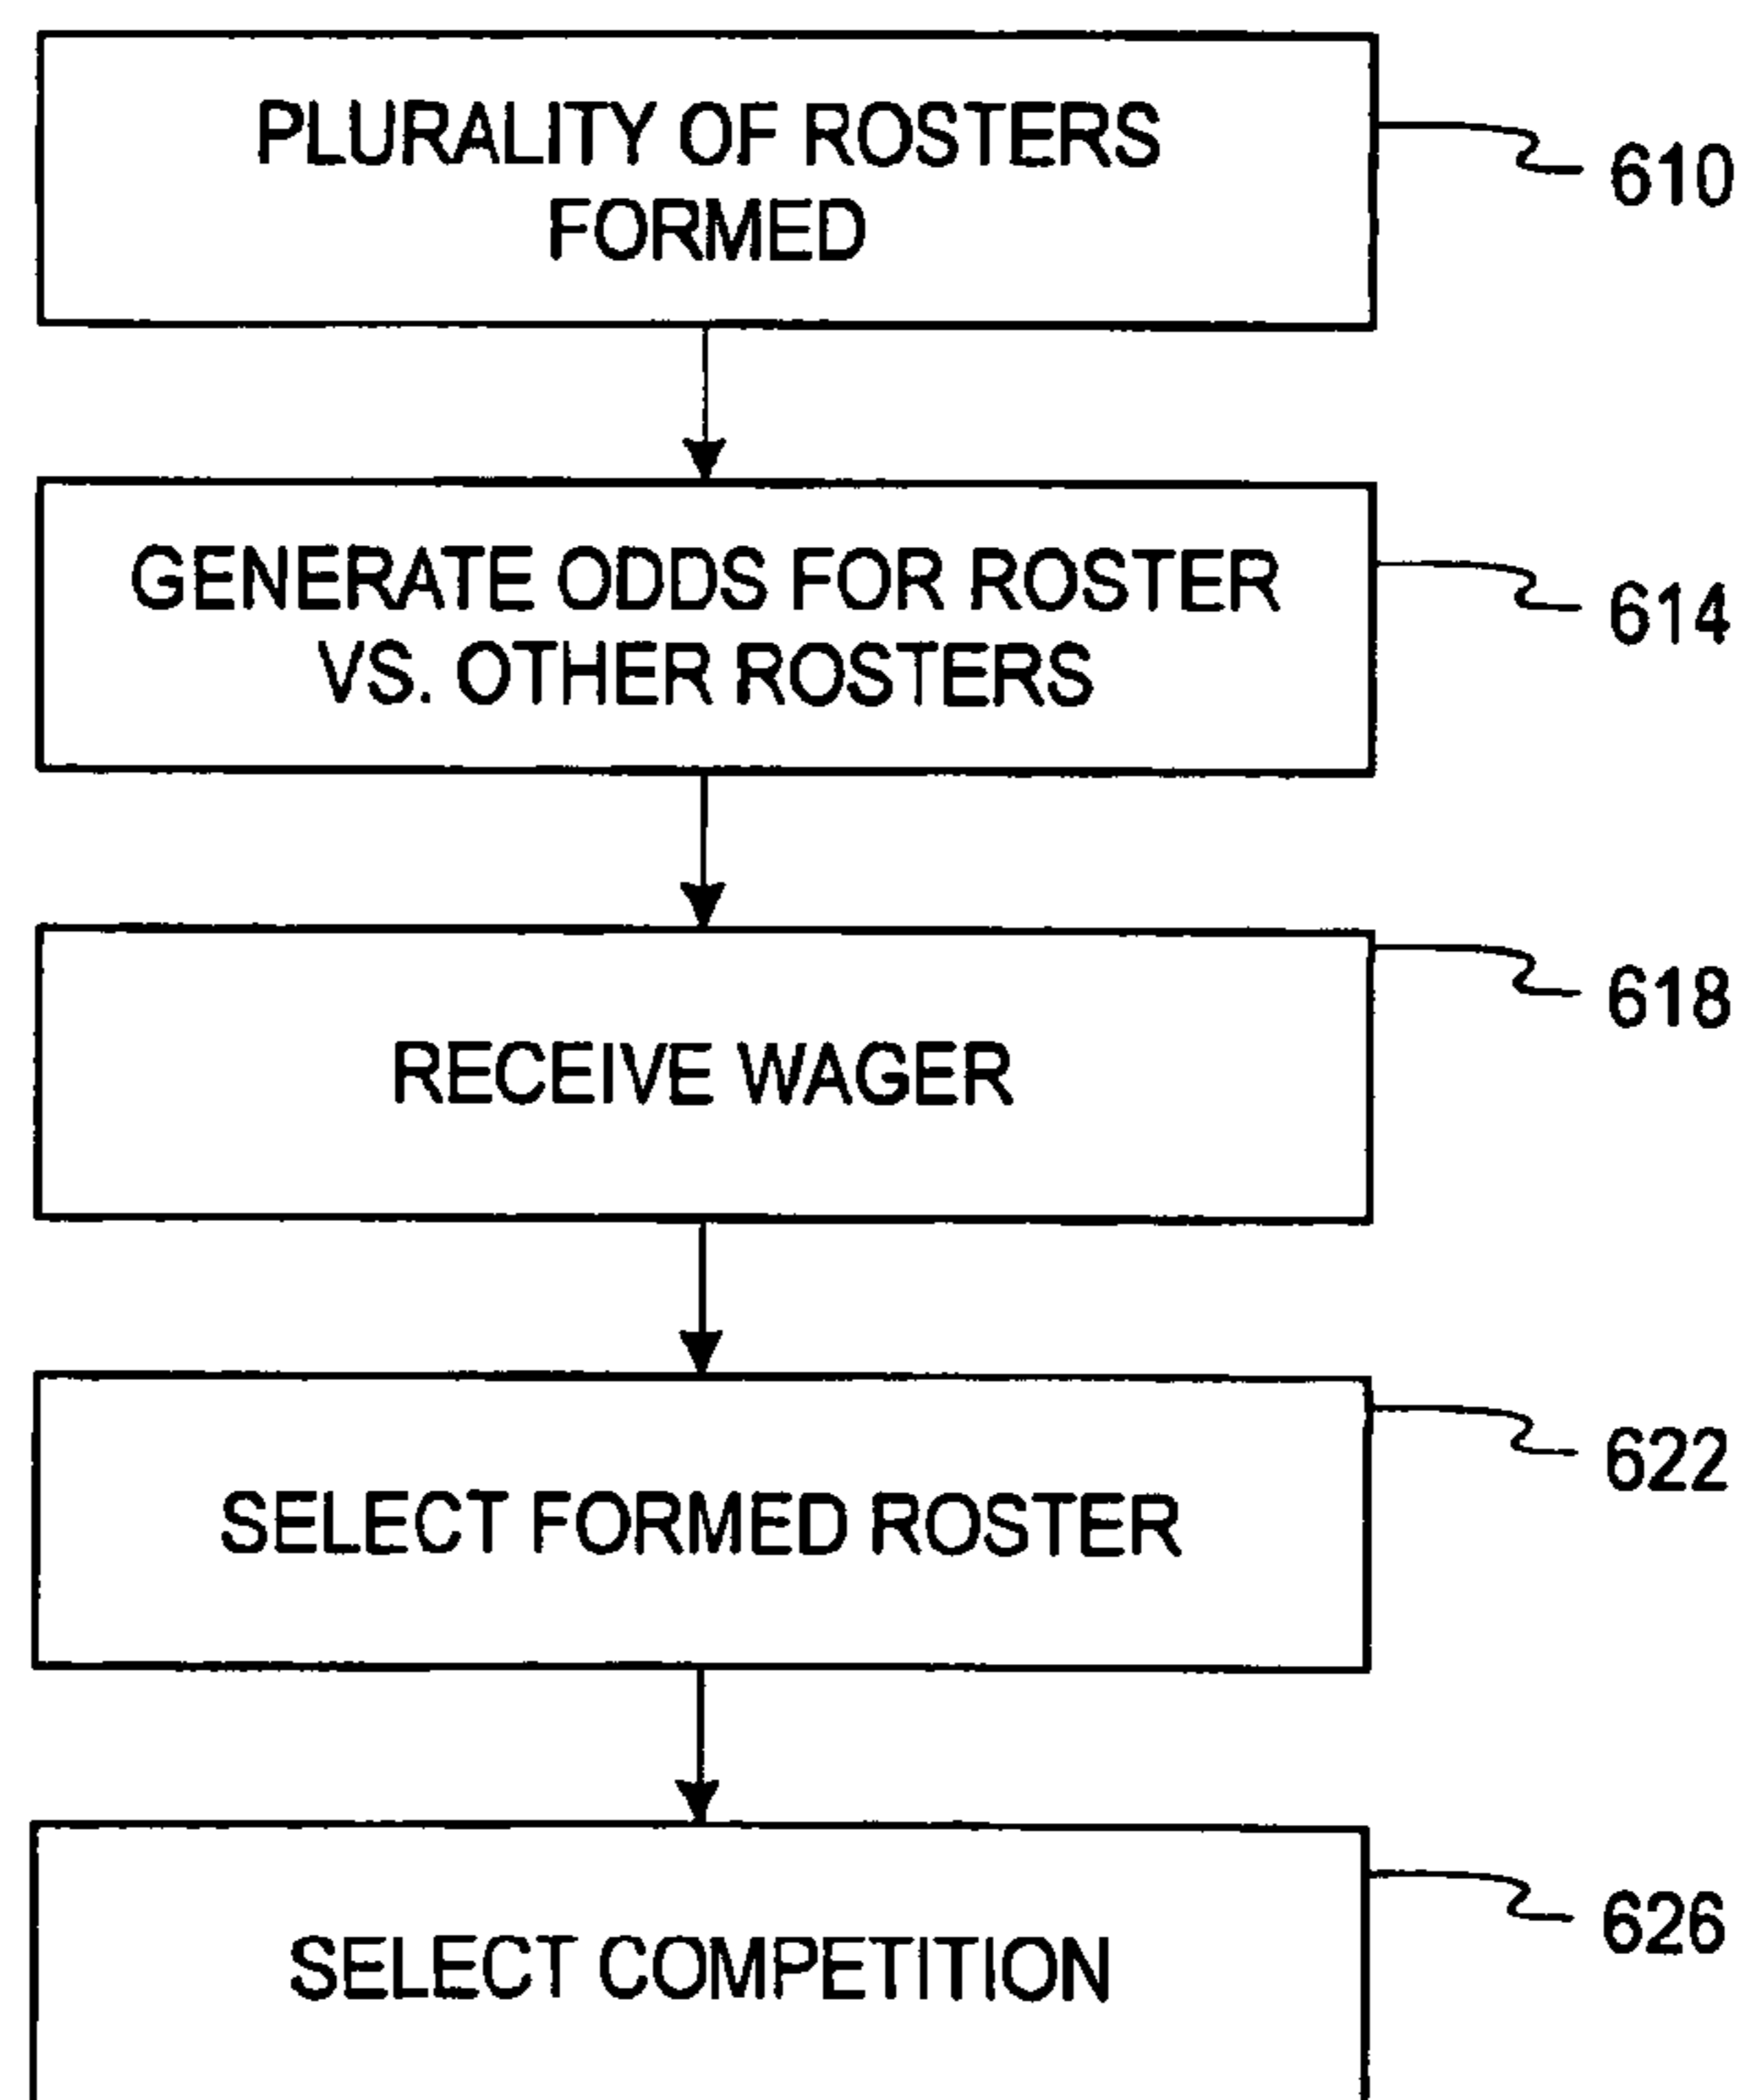 PLURALITY OF ROSTERS
FORMED
610
GENERATE ODDS FOR ROSTER
VS. OTHER ROSTERS
614
RECEIVE WAGER
618
SELECT FORMED ROSTER
622
SELECT COMPETITION
626